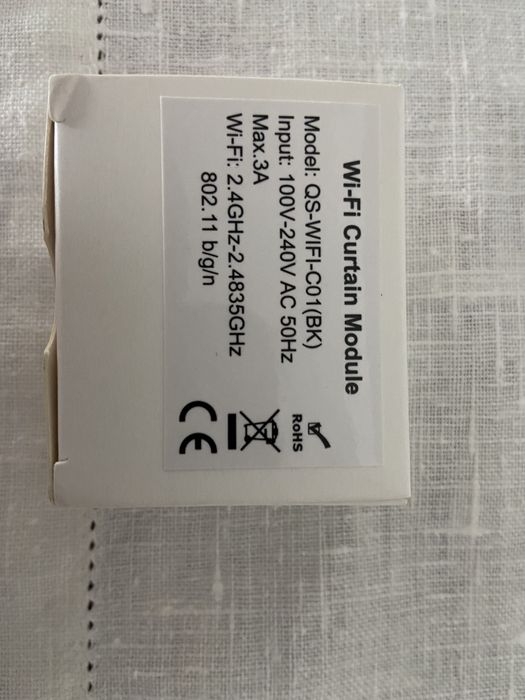 Wi-Fi Curtain Module
Model: QS-WIFI-C01(BK)
Input: 100V-240V AC 50Hz
Max.3A
Wi-Fi: 2.4GHz-2.4835GHz
802.11 b/g/n
RoHS
CE